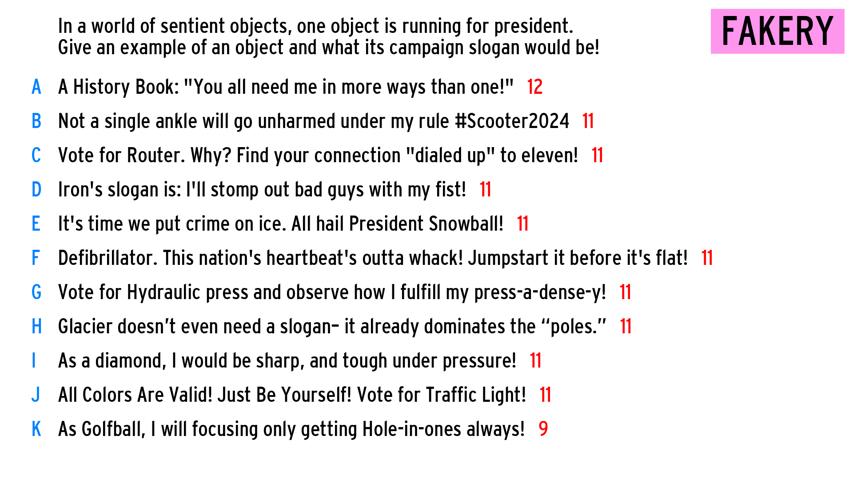 In a world of sentient objects, one object is running for president.
Give an example of an object and what its campaign slogan would be!
FAKERY
A A History Book: "You all need me in more ways than one!" 12
B Not a single ankle will go unharmed under my rule #Scooter2024 11
C Vote for Router. Why? Find your connection "dialed up" to eleven! 11
D Iron's slogan is: I'll stomp out bad guys with my fist! 11
E It's time we put crime on ice. All hail President Snowball! 11
F Defibrillator. This nation's heartbeat's outta whack! Jumpstart it before it's flat! 11
G Vote for Hydraulic press and observe how I fulfill my press-a-dense-y! 11
H Glacier doesn’t even need a slogan– it already dominates the “poles.” 11
I As a diamond, I would be sharp, and tough under pressure! 11
J All Colors Are Valid! Just Be Yourself! Vote for Traffic Light! 11
K As Golfball, I will focusing only getting Hole-in-ones always! 9